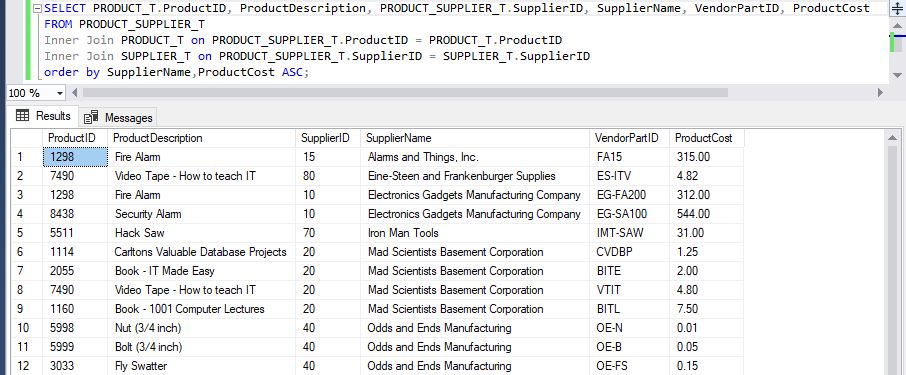 SELECT PRODUCT_T.ProductID, ProductDescription, PRODUCT_SUPPLIER_T.SupplierID, SupplierName, VendorPartID, ProductCost
FROM PRODUCT_SUPPLIER_T
Inner Join PRODUCT_T on PRODUCT_SUPPLIER_T.ProductID = PRODUCT_T.ProductID
Inner Join SUPPLIER_T on PRODUCT_SUPPLIER_T.SupplierID = SUPPLIER_T.SupplierID
order by SupplierName,ProductCost ASC;
100 %
Results Messages
ProductID ProductDescription SupplierID SupplierName VendorPartID ProductCost
1 1298 Fire Alarm 15 Alarms and Things, Inc. FA15 315.00
2 7490 Video Tape - How to teach IT 80 Eine-Steen and Frankenburger Supplies ES-ITV 4.82
3 1298 Fire Alarm 10 Electronics Gadgets Manufacturing Company EG-FA200 312.00
4 8438 Security Alarm 10 Electronics Gadgets Manufacturing Company EG-SA100 544.00
5 5511 Hack Saw 70 Iron Man Tools IMT-SAW 31.00
6 1114 Carltons Valuable Database Projects 20 Mad Scientists Basement Corporation CVDBP 1.25
7 2055 Book - IT Made Easy 20 Mad Scientists Basement Corporation BITE 2.00
8 7490 Video Tape - How to teach IT 20 Mad Scientists Basement Corporation VTIT 4.80
9 1160 Book - 1001 Computer Lectures 20 Mad Scientists Basement Corporation BITL 7.50
10 5998 Nut (3/4 inch) 40 Odds and Ends Manufacturing OE-N 0.01
11 5999 Bolt (3/4 inch) 40 Odds and Ends Manufacturing OE-B 0.05
12 3033 Fly Swatter 40 Odds and Ends Manufacturing OE-FS 0.15